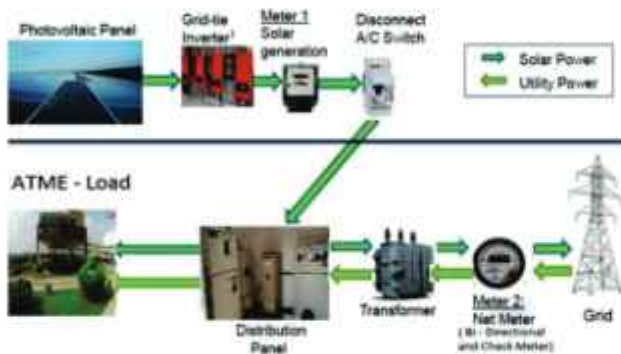 Photovoltaic Panel
Grid-tie
Inverter¹
Meter 1
Solar
generation
Disconnect
A/C Switch
Solar Power
Utility Power
ATME - Load
Distribution
Panel
Transformer
Meter 2:
Net Meter
( Bi - Directional
and Check Meter)
Grid